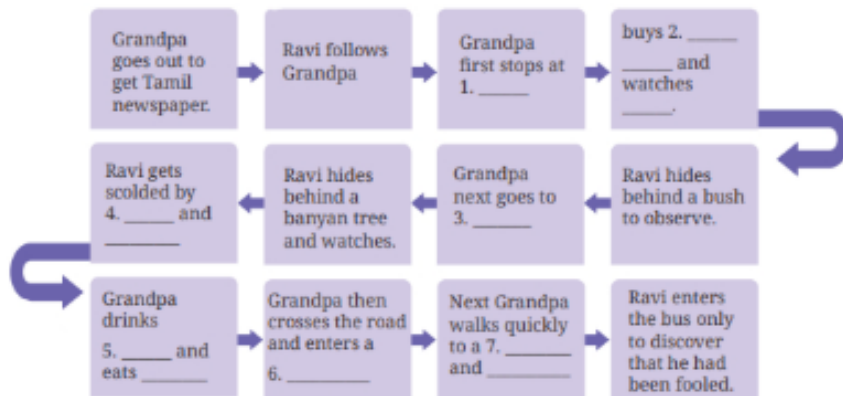 Grandpa
goes out to
get Tamil
newspaper.
Ravi follows
Grandpa
Grandpa
first stops at
1. ______
buys 2. ______
______ and
watches
______.
Ravi hides
behind a bush
to observe.
Grandpa
next goes to
3. ________
Ravi hides
behind a
banyan tree
and watches.
Ravi gets
scolded by
4. ______ and
________
Grandpa
drinks
5. ______ and
eats ________
Grandpa then
crosses the road
and enters a
6. __________
Next Grandpa
walks quickly
to a 7. ________
and __________
Ravi enters
the bus only
to discover
that he had
been fooled.